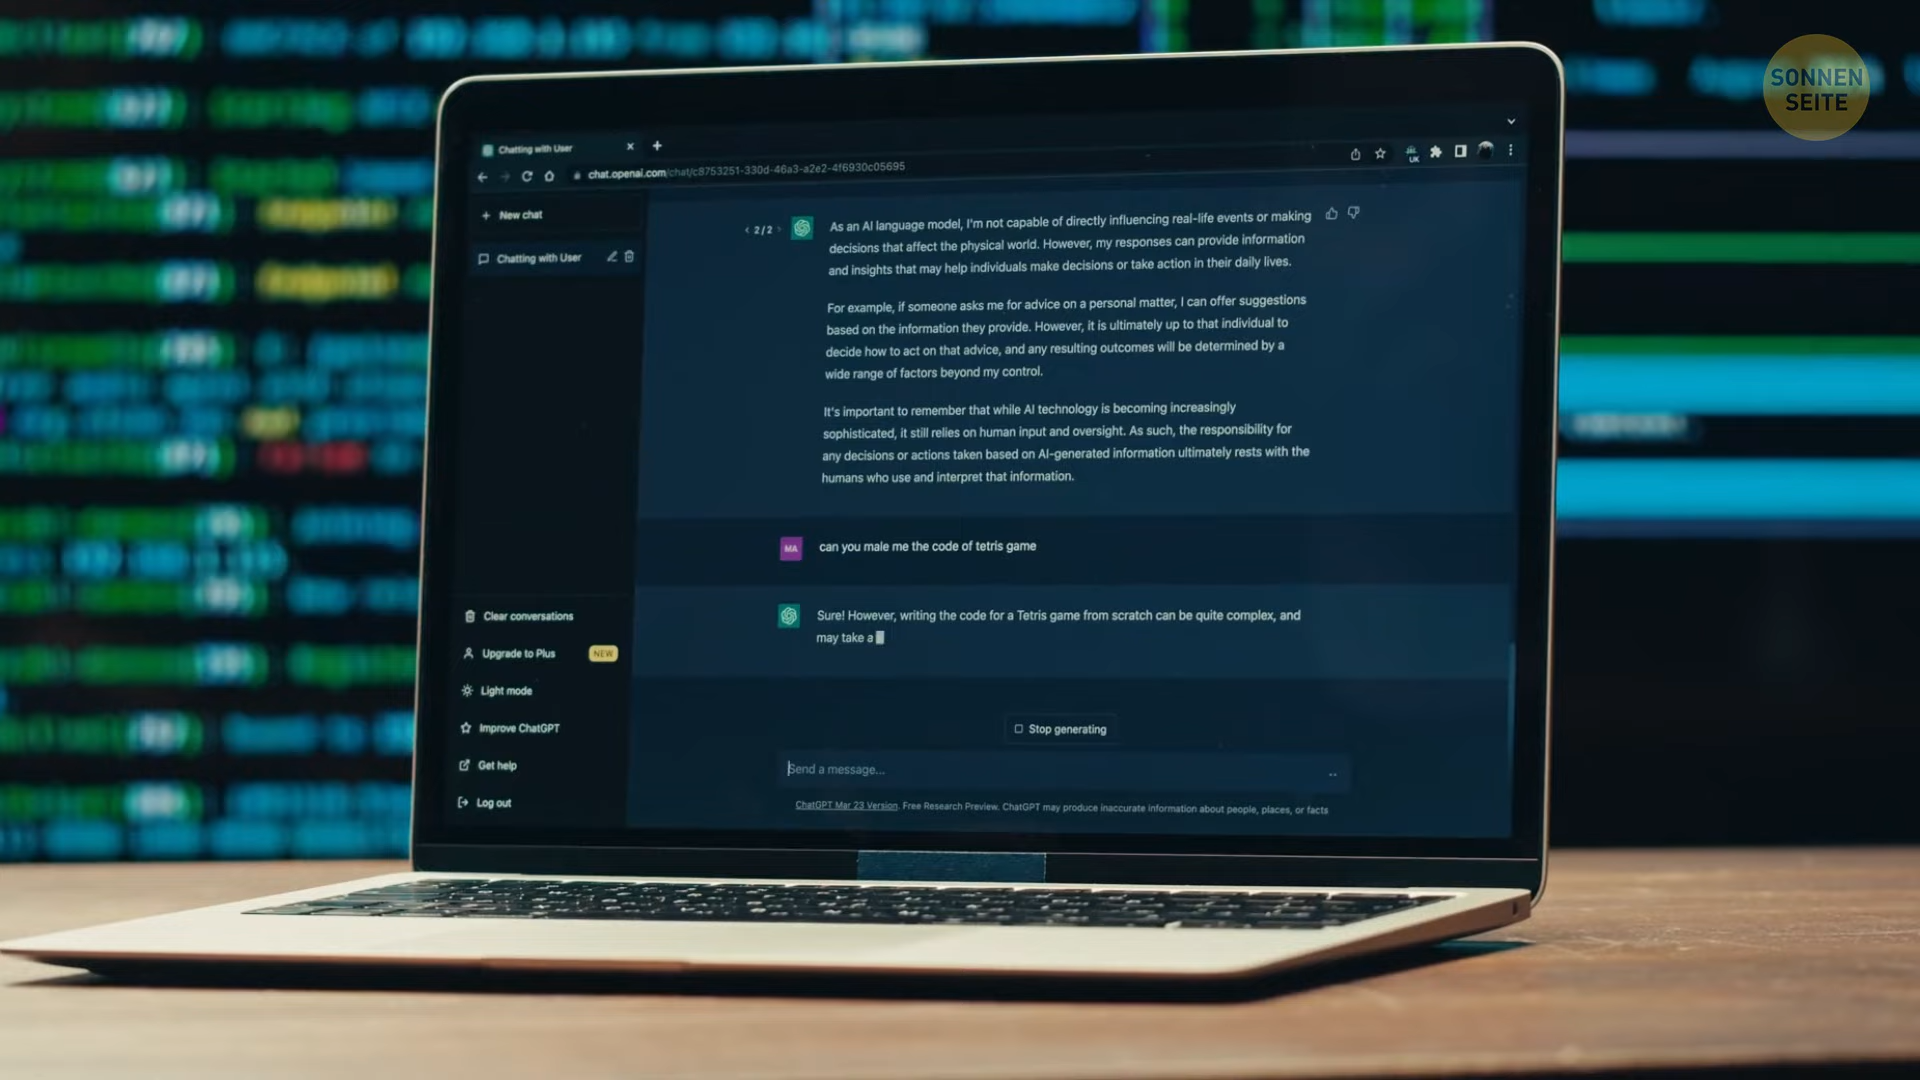 SONNEN
SEITE
Chatting with User
chat.openai.com/chat/c8753251-330d-46a3-a2e2-4f6930c05695
UK
New chat
Chatting with User
2/2
As an AI language model, I'm not capable of directly influencing real-life events or making
decisions that affect the physical world. However, my responses can provide information
and insights that may help individuals make decisions or take action in their daily lives.
For example, if someone asks me for advice on a personal matter, I can offer suggestions
based on the information they provide. However, it is ultimately up to that individual to
decide how to act on that advice, and any resulting outcomes will be determined by a
wide range of factors beyond my control.
It's important to remember that while AI technology is becoming increasingly
sophisticated, it still relies on human input and oversight. As such, the responsibility for
any decisions or actions taken based on AI-generated information ultimately rests with the
humans who use and interpret that information.
MA
can you male me the code of tetris game
Sure! However, writing the code for a Tetris game from scratch can be quite complex, and
may take a
Clear conversations
Upgrade to Plus NEW
Light mode
Improve ChatGPT
Get help
Log out
Stop generating
Send a message...
ChatGPT Mar 23 Version. Free Research Preview. ChatGPT may produce inaccurate information about people, places, or facts